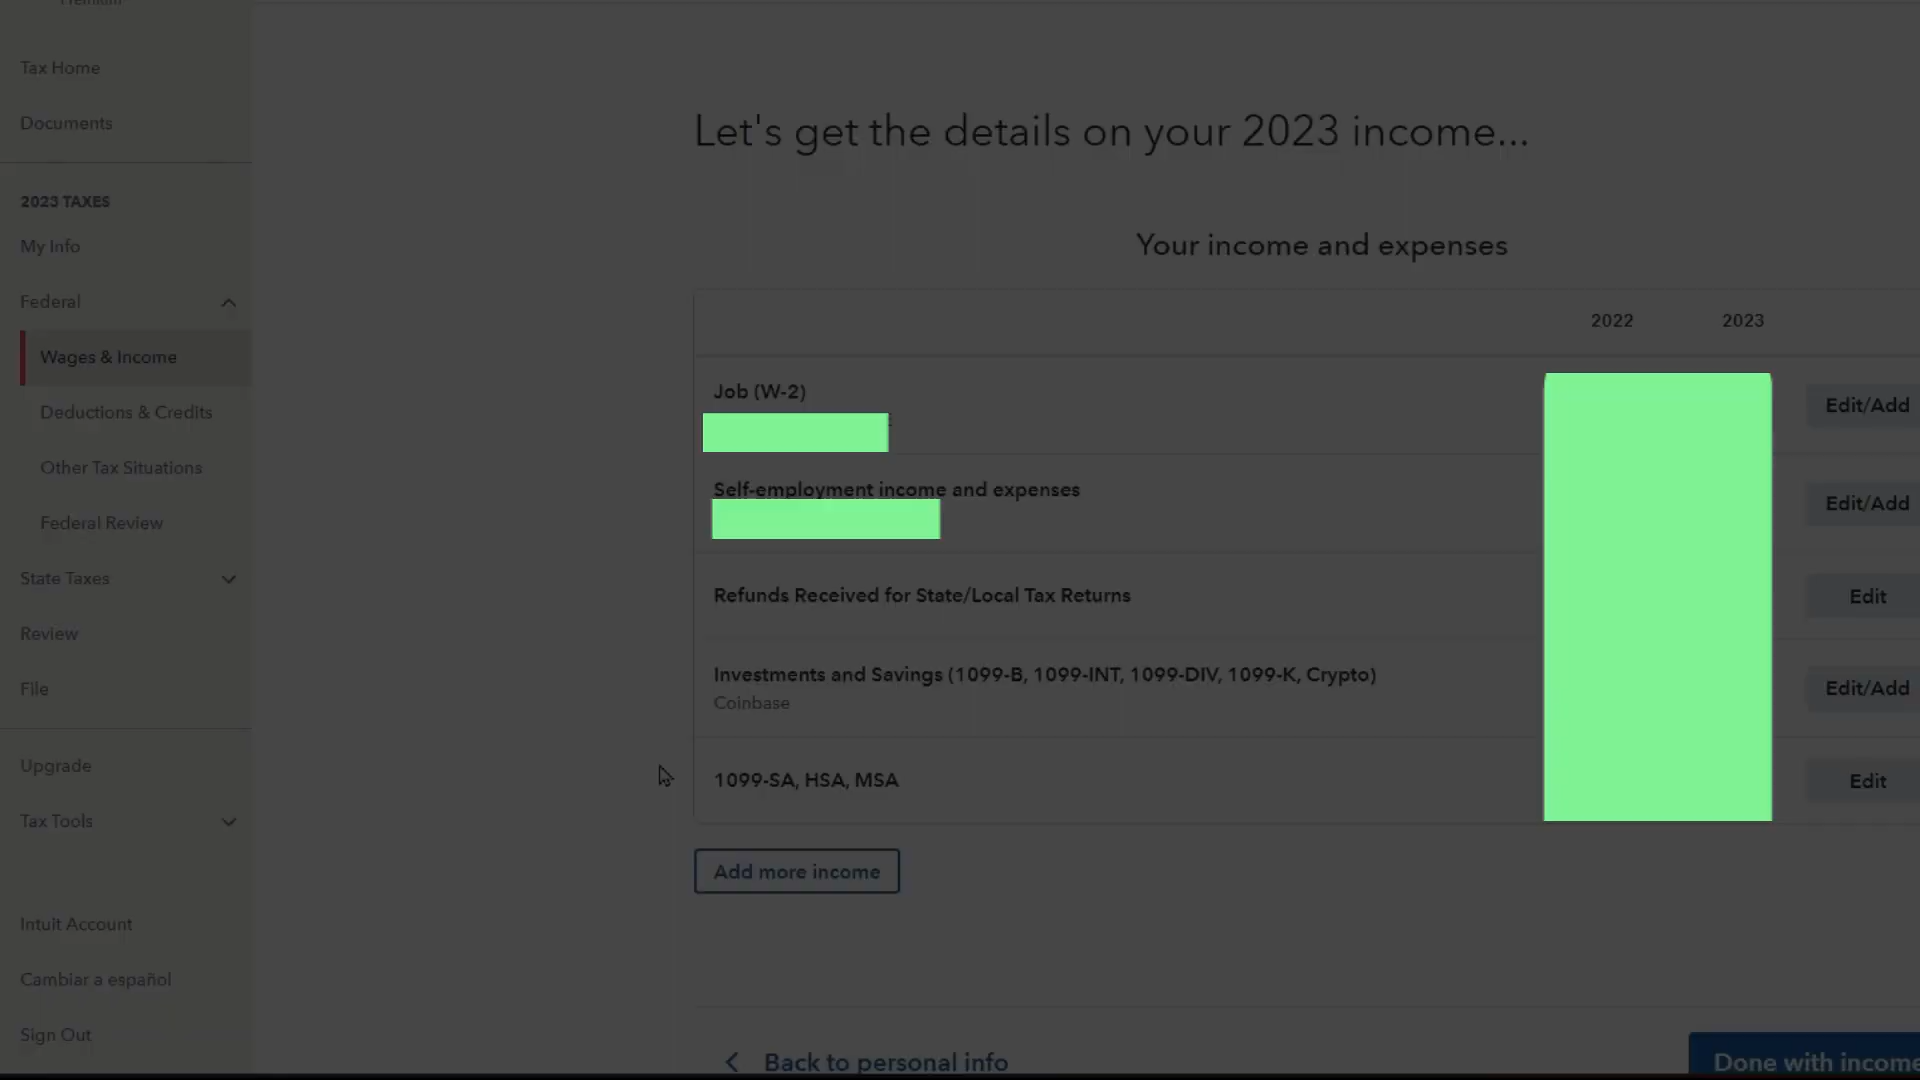 Premium
Tax Home
Documents
2023 TAXES
My Info
Federal
Wages & Income
Deductions & Credits
Other Tax Situations
Federal Review
State Taxes
Review
File
Upgrade
Tax Tools
Intuit Account
Cambiar a español
Sign Out
Let's get the details on your 2023 income...
Your income and expenses
2022 2023
Job (W-2)
Edit/Add
Self-employment income and expenses
Edit/Add
Refunds Received for State/Local Tax Returns
Edit
Investments and Savings (1099-B, 1099-INT, 1099-DIV, 1099-K, Crypto)
Coinbase
Edit/Add
1099-SA, HSA, MSA
Edit
Add more income
Back to personal info
Done with income